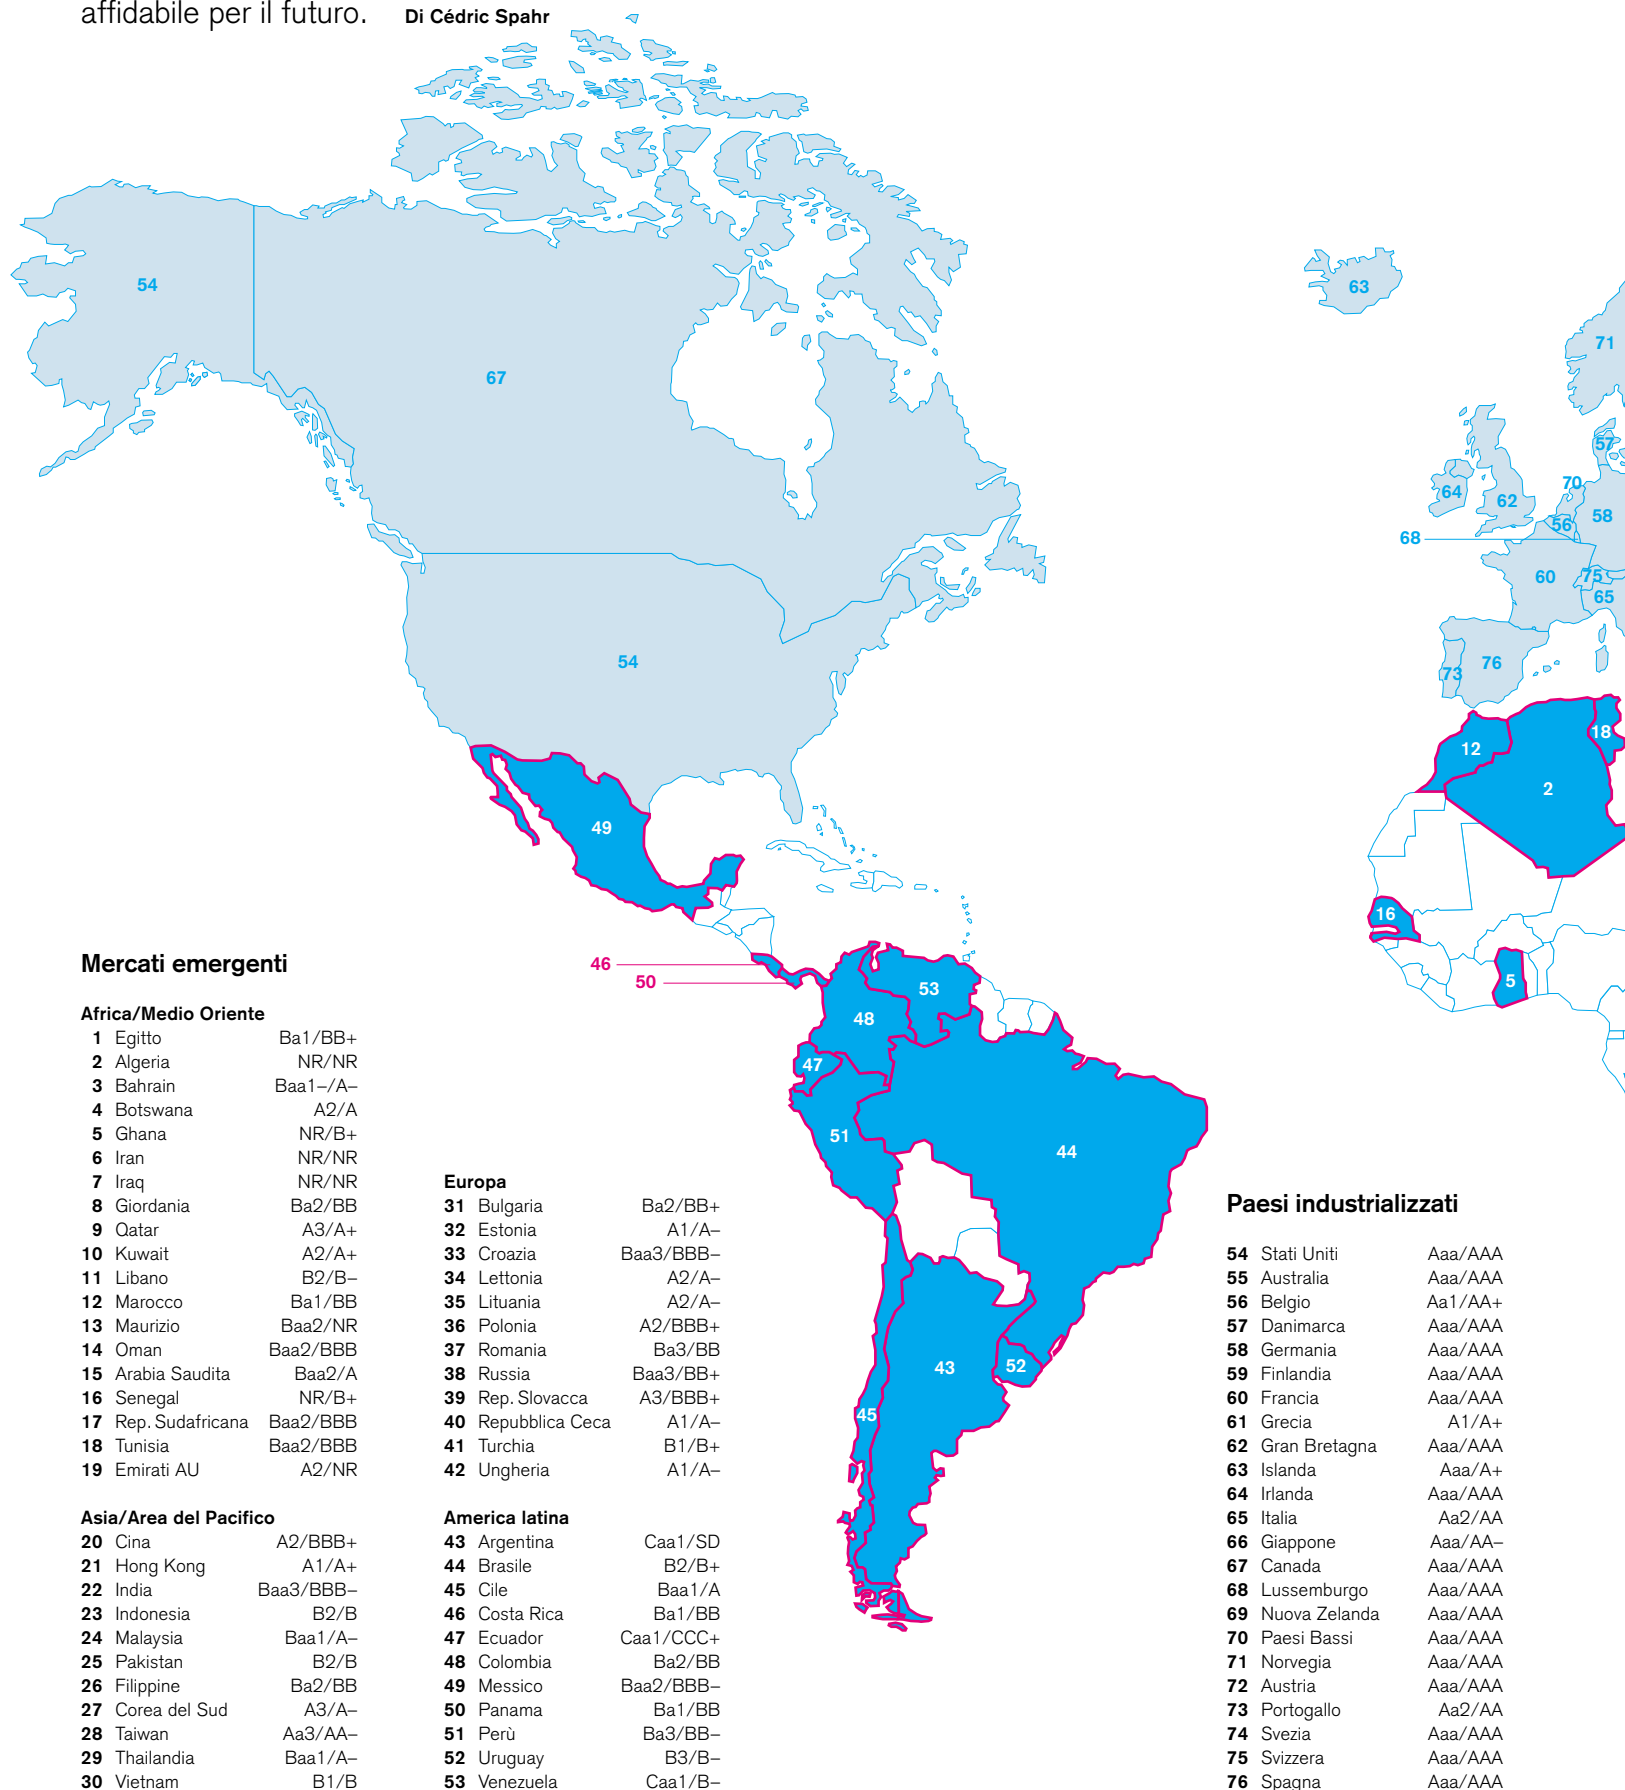 affidabile per il futuro. Di Cédric Spahr
54
63
71
67
57
70
64
62
56
58
68
60
75
65
54
73
76
12
18
2
49
16
5
46
50
53
48
47
51
44
43
52
45
Mercati emergenti
Africa/Medio Oriente
1 Egitto Ba1/BB+
2 Algeria NR/NR
3 Bahrain Baa1–/A–
4 Botswana A2/A
5 Ghana NR/B+
6 Iran NR/NR
7 Iraq NR/NR
8 Giordania Ba2/BB
9 Qatar A3/A+
10 Kuwait A2/A+
11 Libano B2/B–
12 Marocco Ba1/BB
13 Maurizio Baa2/NR
14 Oman Baa2/BBB
15 Arabia Saudita Baa2/A
16 Senegal NR/B+
17 Rep. Sudafricana Baa2/BBB
18 Tunisia Baa2/BBB
19 Emirati AU A2/NR
Asia/Area del Pacifico
20 Cina A2/BBB+
21 Hong Kong A1/A+
22 India Baa3/BBB–
23 Indonesia B2/B
24 Malaysia Baa1/A–
25 Pakistan B2/B
26 Filippine Ba2/BB
27 Corea del Sud A3/A–
28 Taiwan Aa3/AA–
29 Thailandia Baa1/A–
30 Vietnam B1/B
Europa
31 Bulgaria Ba2/BB+
32 Estonia A1/A–
33 Croazia Baa3/BBB–
34 Lettonia A2/A–
35 Lituania A2/A–
36 Polonia A2/BBB+
37 Romania Ba3/BB
38 Russia Baa3/BB+
39 Rep. Slovacca A3/BBB+
40 Repubblica Ceca A1/A–
41 Turchia B1/B+
42 Ungheria A1/A–
America latina
43 Argentina Caa1/SD
44 Brasile B2/B+
45 Cile Baa1/A
46 Costa Rica Ba1/BB
47 Ecuador Caa1/CCC+
48 Colombia Ba2/BB
49 Messico Baa2/BBB–
50 Panama Ba1/BB
51 Perù Ba3/BB–
52 Uruguay B3/B–
53 Venezuela Caa1/B–
Paesi industrializzati
54 Stati Uniti Aaa/AAA
55 Australia Aaa/AAA
56 Belgio Aa1/AA+
57 Danimarca Aaa/AAA
58 Germania Aaa/AAA
59 Finlandia Aaa/AAA
60 Francia Aaa/AAA
61 Grecia A1/A+
62 Gran Bretagna Aaa/AAA
63 Islanda Aaa/A+
64 Irlanda Aaa/AAA
65 Italia Aa2/AA
66 Giappone Aaa/AA–
67 Canada Aaa/AAA
68 Lussemburgo Aaa/AAA
69 Nuova Zelanda Aaa/AAA
70 Paesi Bassi Aaa/AAA
71 Norvegia Aaa/AAA
72 Austria Aaa/AAA
73 Portogallo Aa2/AA
74 Svezia Aaa/AAA
75 Svizzera Aaa/AAA
76 Spagna Aaa/AAA